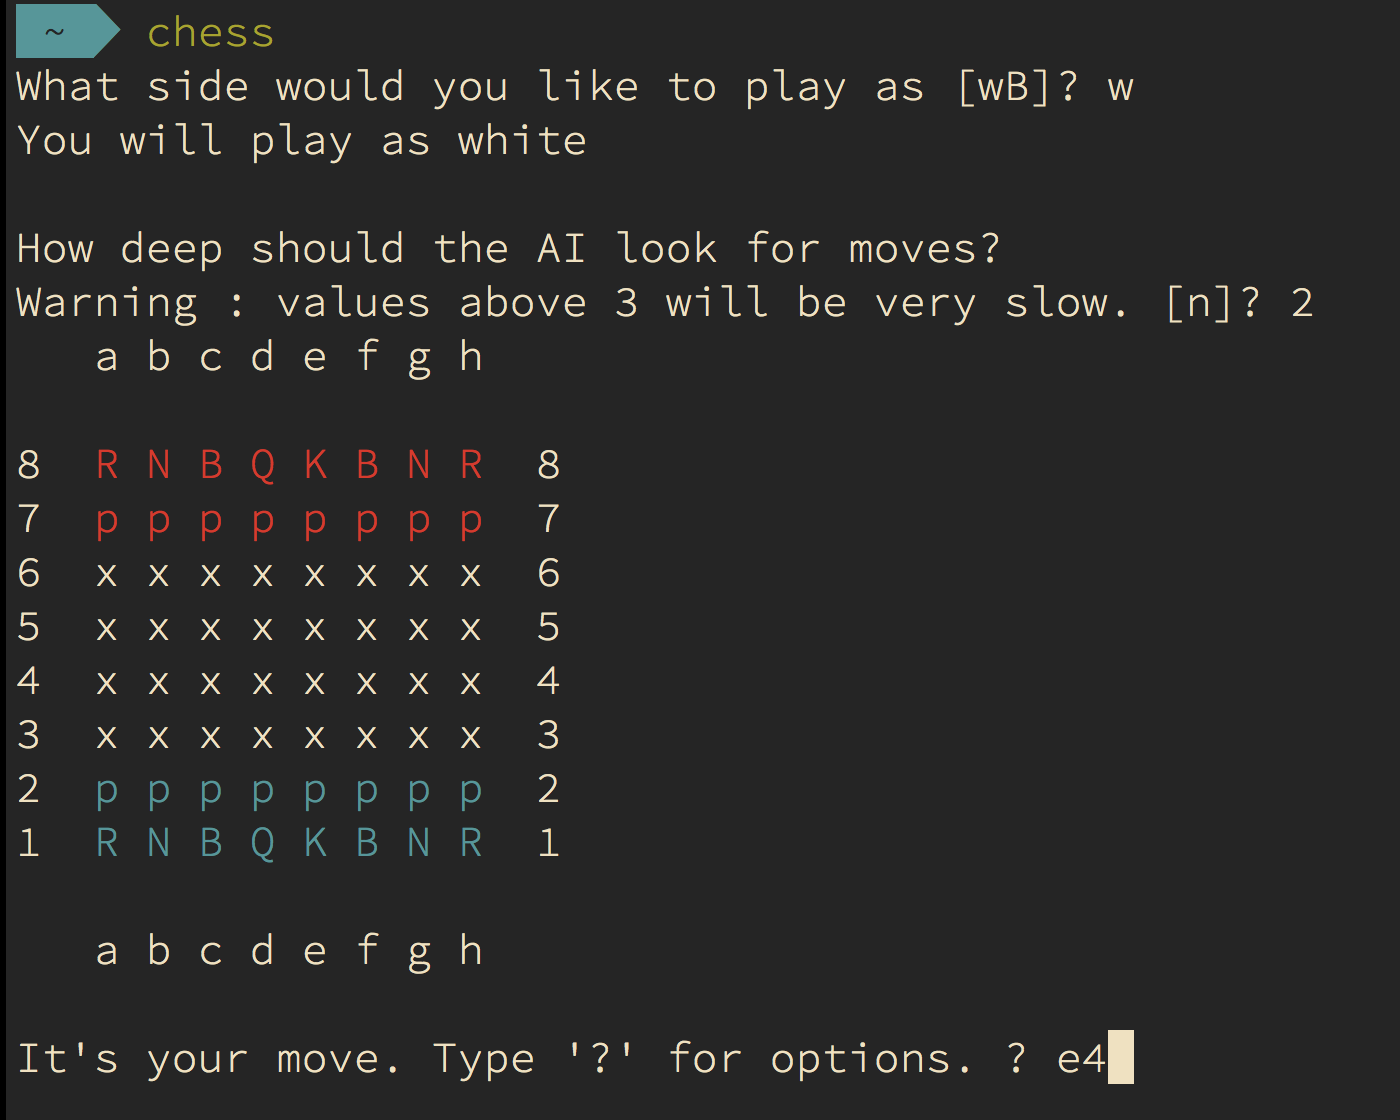 ~ chess
What side would you like to play as [wB]? w
You will play as white
How deep should the AI look for moves?
Warning : values above 3 will be very slow. [n]? 2
a b c d e f g h
8 R N B Q K B N R 8
7 p p p p p p p p 7
6 x x x x x x x x 6
5 x x x x x x x x 5
4 x x x x x x x x 4
3 x x x x x x x x 3
2 p p p p p p p p 2
1 R N B Q K B N R 1
a b c d e f g h
It's your move. Type '?' for options. ? e4